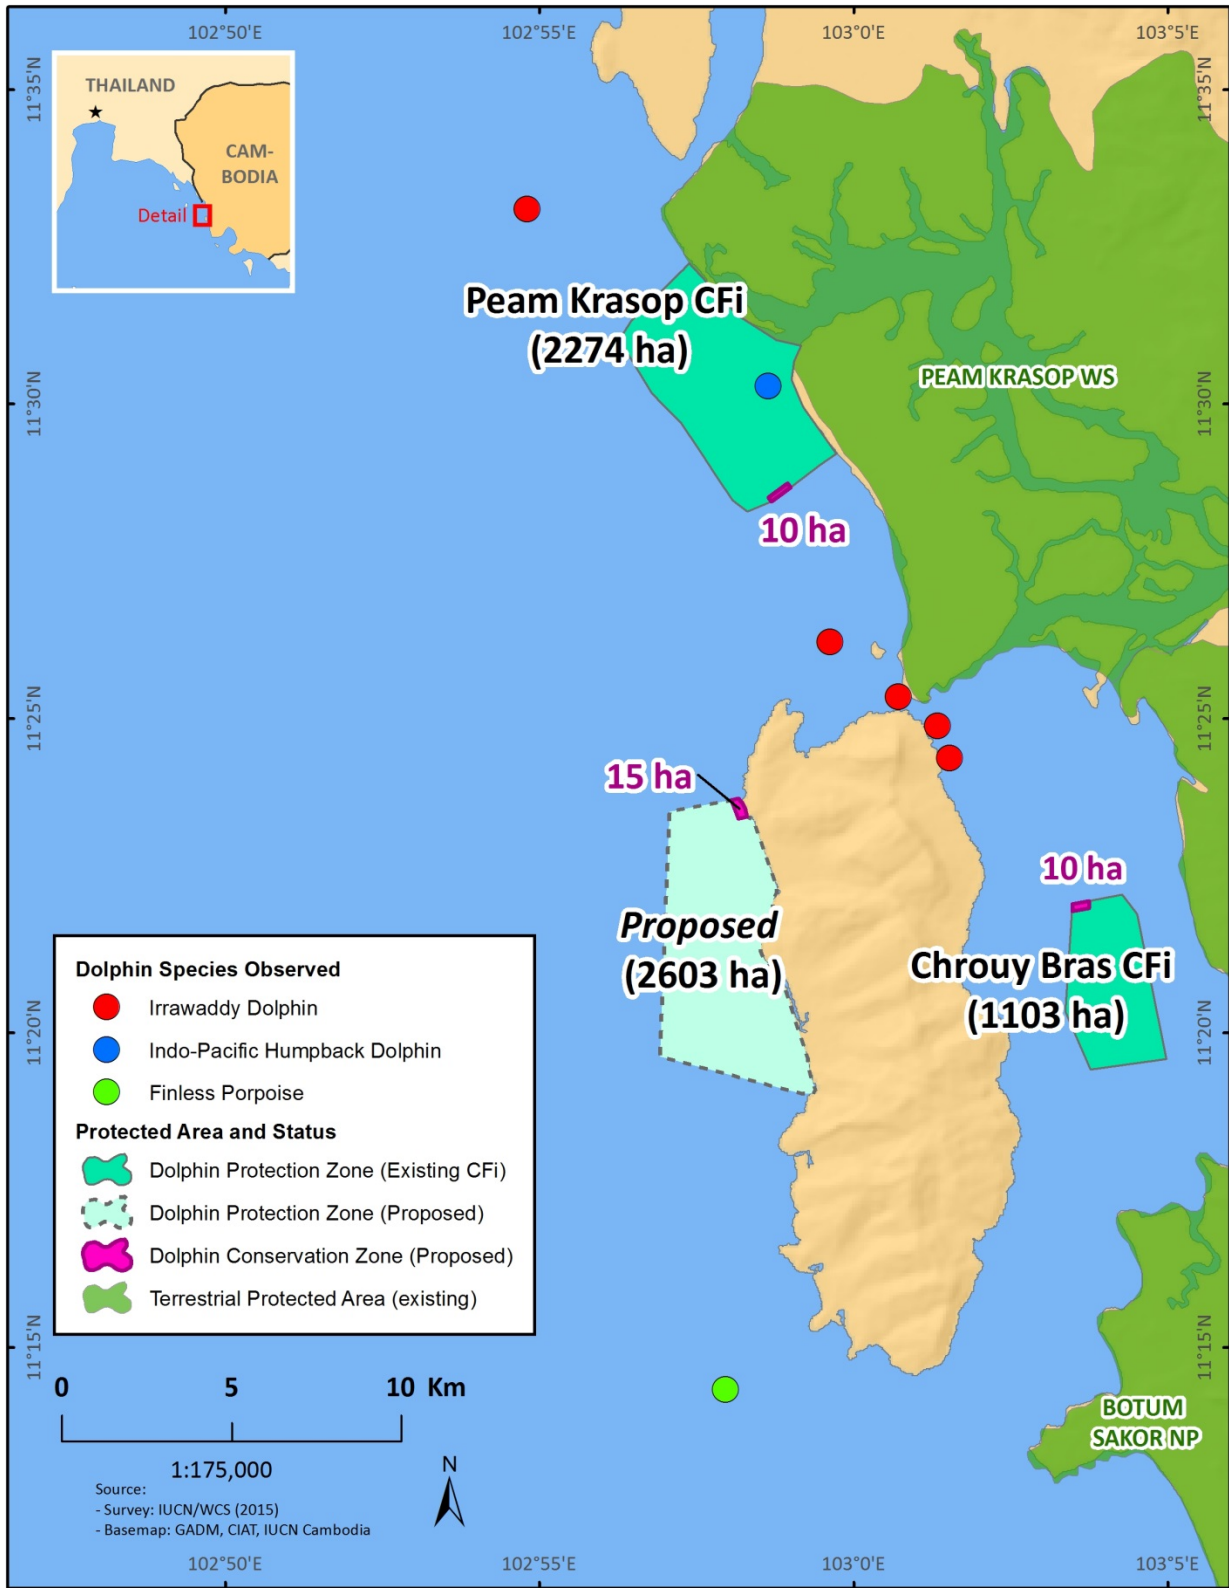 102°50'E
102°55'E
103°0'E
103°5'E
11°35'N
11°35'N
THAILAND
CAM-
BODIA
Detail
Peam Krasop CFi
(2274 ha)
PEAM KRASOP WS
11°30'N
11°30'N
10 ha
11°25'N
11°25'N
15 ha
10 ha
Proposed
(2603 ha)
Chrouy Bras CFi
(1103 ha)
11°20'N
11°20'N
Dolphin Species Observed
Irrawaddy Dolphin
Indo-Pacific Humpback Dolphin
Finless Porpoise
Protected Area and Status
Dolphin Protection Zone (Existing CFi)
Dolphin Protection Zone (Proposed)
Dolphin Conservation Zone (Proposed)
Terrestrial Protected Area (existing)
11°15'N
11°15'N
0 5 10 Km
1:175,000
BOTUM
SAKOR NP
N
Source:
- Survey: IUCN/WCS (2015)
- Basemap: GADM, CIAT, IUCN Cambodia
102°50'E
102°55'E
103°0'E
103°5'E